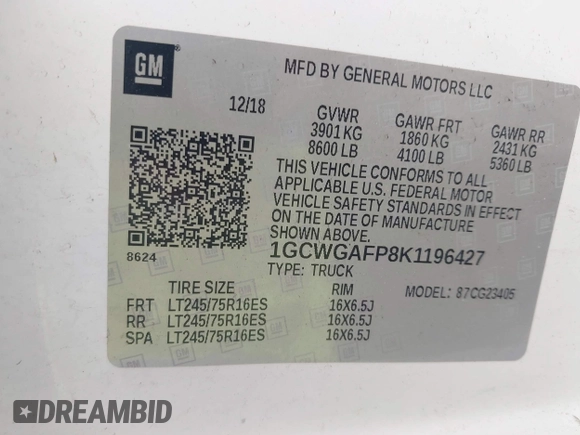 GM
MFD BY GENERAL MOTORS LLC
12/18 GVWR GAWR FRT GAWR RR
3901 KG 1860 KG 2431 KG
8600 LB 4100 LB 5360 LB
THIS VEHICLE CONFORMS TO ALL
APPLICABLE U.S. FEDERAL MOTOR
VEHICLE SAFETY STANDARDS IN EFFECT
ON THE DATE OF MANUFACTURE
SHOWN ABOVE.
8624 1GCWGAFP8K1196427
TYPE: TRUCK MODEL: 87CG23405
TIRE SIZE RIM
FRT LT245/75R16ES 16X6.5J
RR LT245/75R16ES 16X6.5J
SPA LT245/75R16ES 16X6.5J
DREAMBID